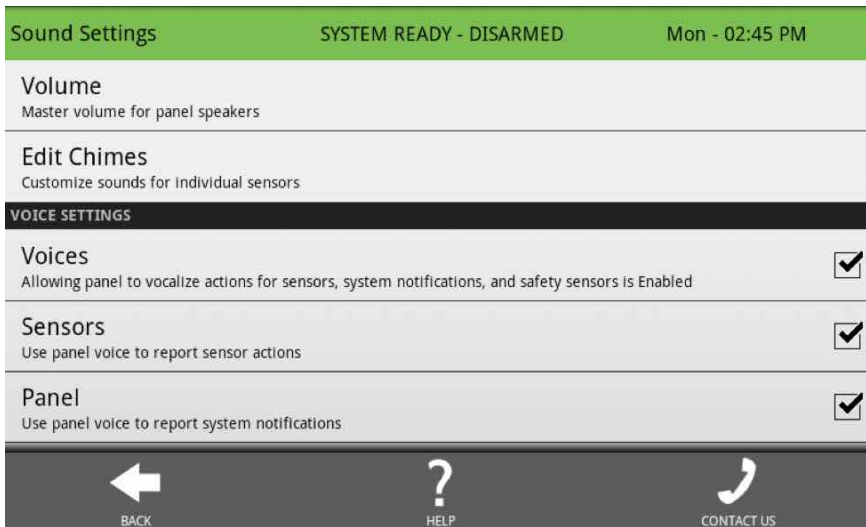 Sound Settings SYSTEM READY - DISARMED Mon - 02:45 PM
Volume
Master volume for panel speakers
Edit Chimes
Customize sounds for individual sensors
VOICE SETTINGS
Voices
Allowing panel to vocalize actions for sensors, system notifications, and safety sensors is Enabled
Sensors
Use panel voice to report sensor actions
Panel
Use panel voice to report system notifications
?
BACK HELP CONTACT US